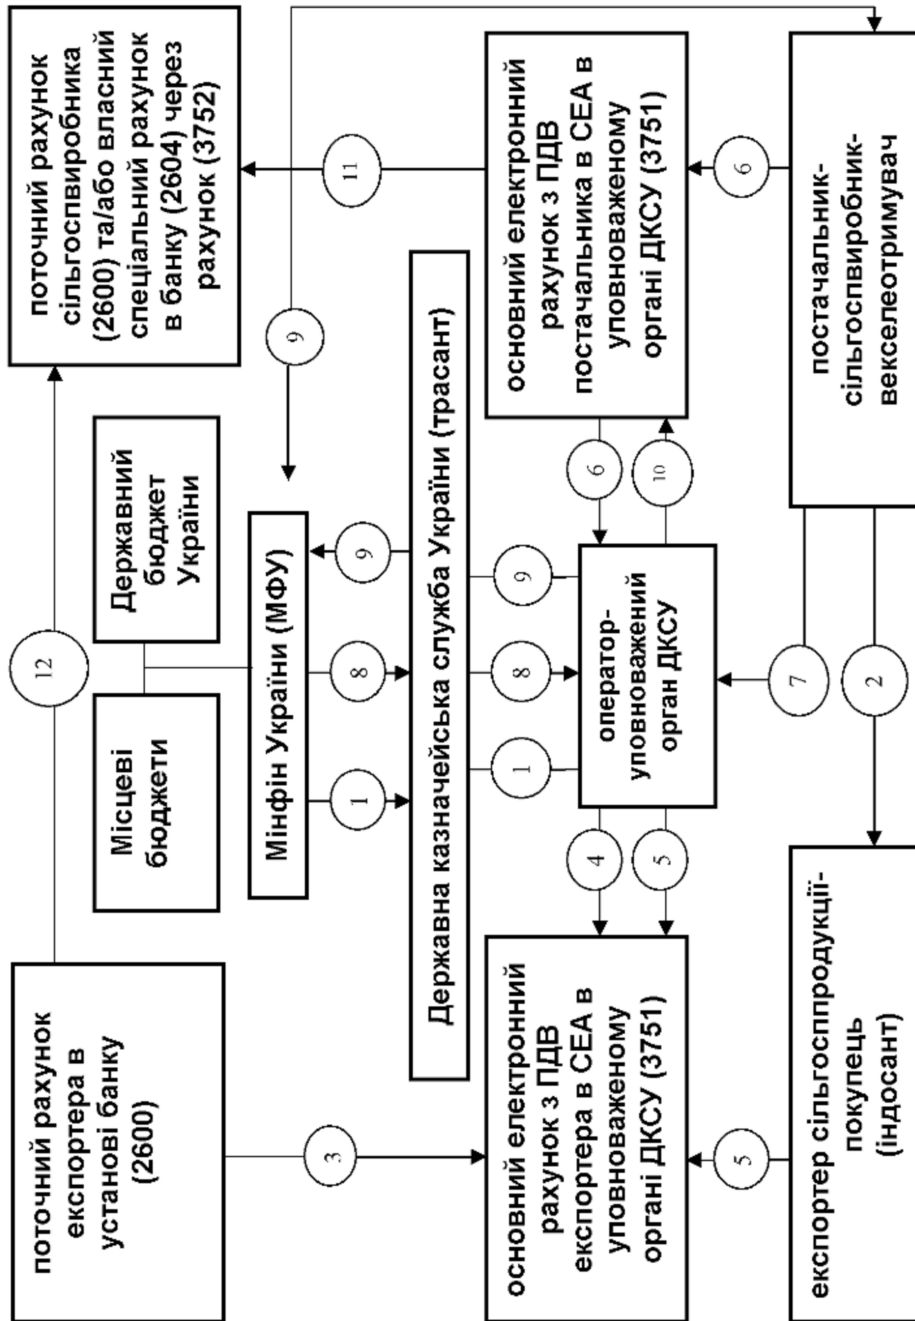 поточний рахунок
експортера в
установі банку
(2600)
12
поточний рахунок
сільгоспвиробника
(2600) та/або власний
спеціальний рахунок
в банку (2604) через
рахунок (3752)
Місцеві
бюджети
Державний
бюджет
України
Мінфін України (МФУ)
9
3
1
8
9
11
Державна казначейська служба України (трасант)
основний електронний
рахунок з ПДВ
експортера в СЕА в
уповноваженому
органі ДКСУ (3751)
1
8
9
основний електронний
рахунок з ПДВ
постачальника в СЕА в
уповноваженому
органі ДКСУ (3751)
4
5
оператор-
уповноважений
орган ДКСУ
6
10
5
7
6
2
експортер сільгосппродукції-
покупець
(індосант)
постачальник-
сільгоспвиробник-
векселеотримувач